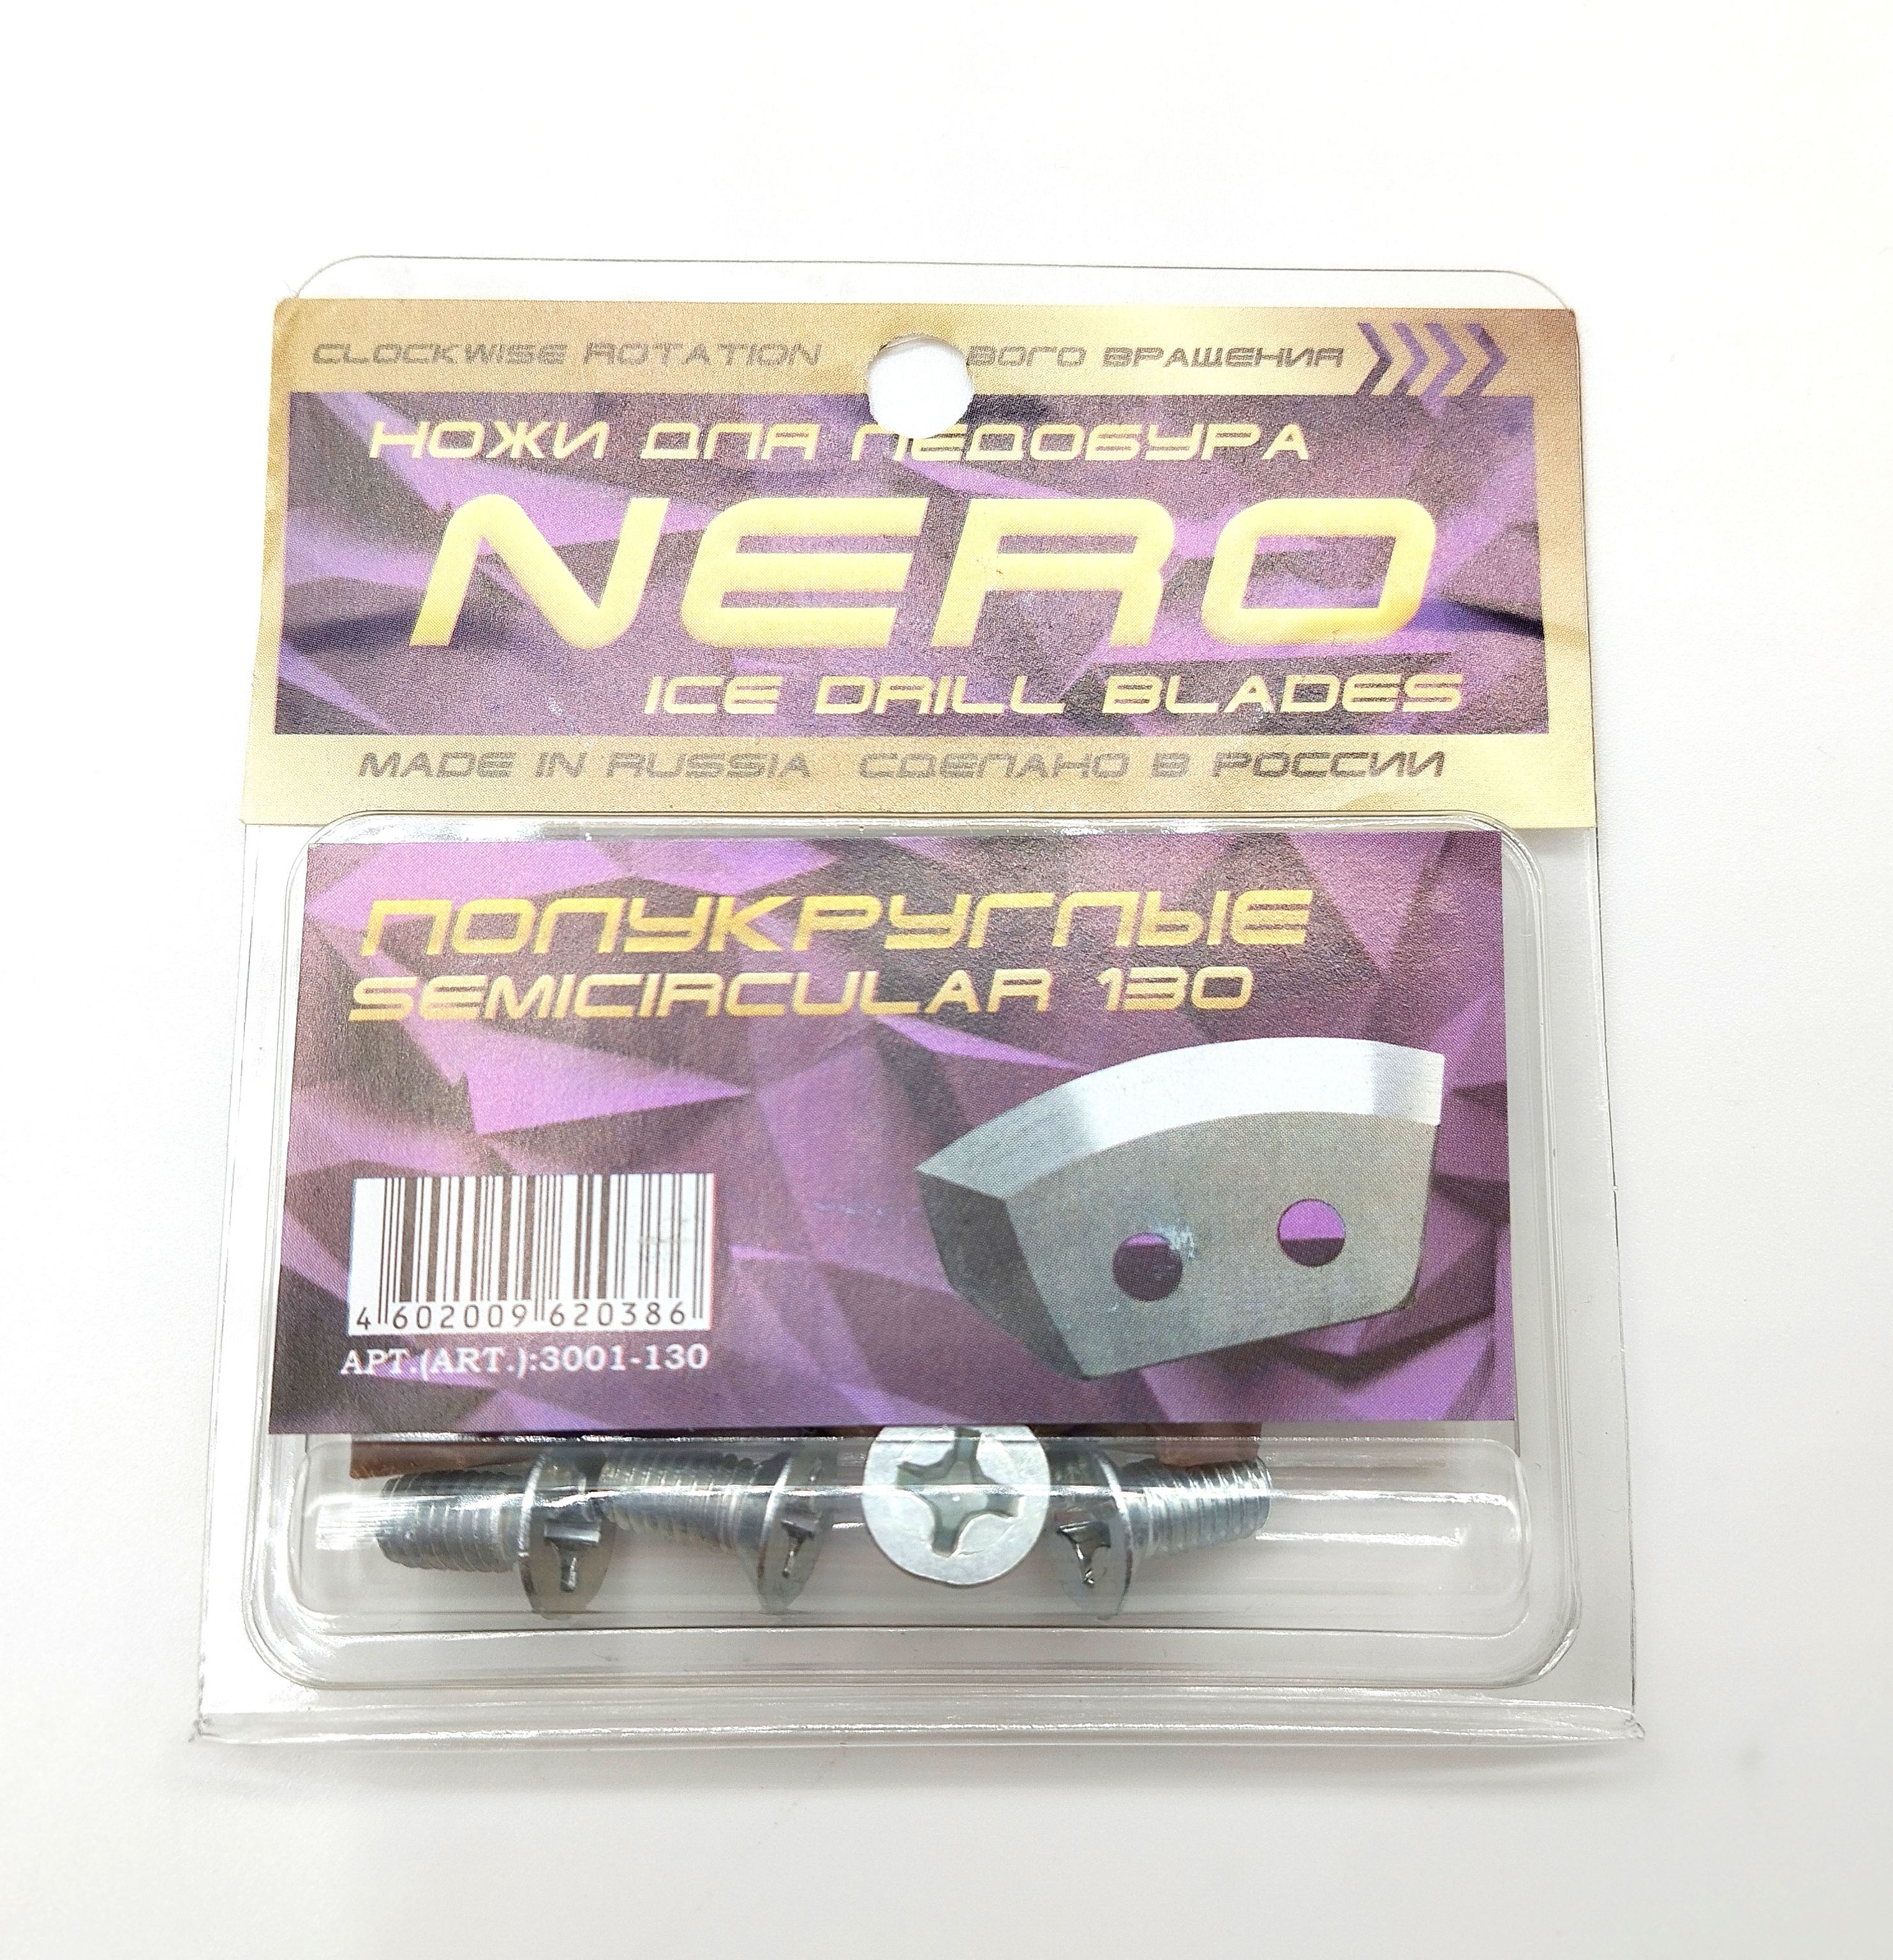 CLOCKWISE ROTATION ВОГО ВРАЩЕНИЯ
НОЖИ ДЛЯ ЛЕДОБУРА
NERO
ICE DRILL BLADES
MADE IN RUSSIA СДЕЛАНО В РОССИИ
ПОЛУКРУГЛЫЕ
SEMICIRCULAR 130
4 602009 620386
АРТ.(ART.):3001-130